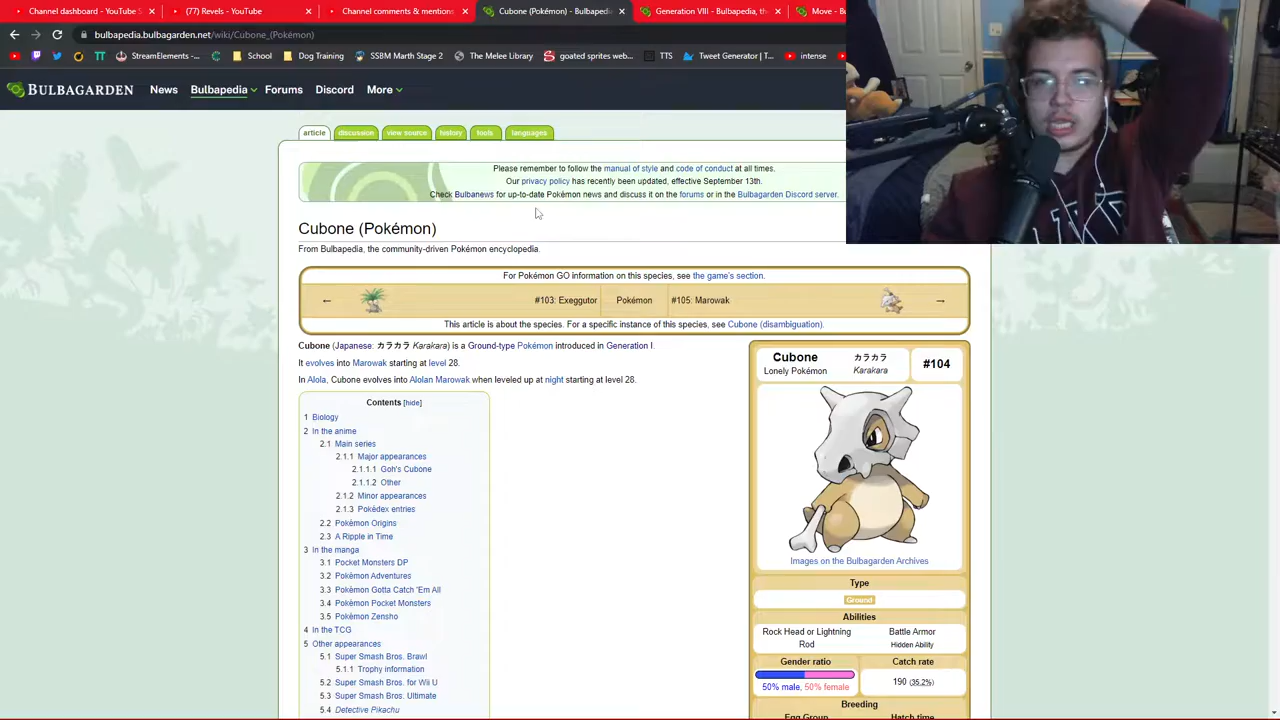 Channel dashboard - YouTube S
(77) Revels - YouTube
Channel comments & mentions
Cubone (Pokémon) - Bulbapedi
Generation VIII - Bulbapedia, the
Move - Bu
bulbapedia.bulbagarden.net/wiki/Cubone_(Pokémon)
StreamElements -...
School
Dog Training
SSBM Marth Stage 2
The Melee Library
goated sprites web...
TTS
Tweet Generator | T...
intense
BULBAGARDEN
News
Bulbapedia
Forums
Discord
More
article
discussion
view source
history
tools
languages
Please remember to follow the manual of style and code of conduct at all times.
Our privacy policy has recently been updated, effective September 13th.
Check Bulbanews for up-to-date Pokémon news and discuss it on the forums or in the Bulbagarden Discord server.
Cubone (Pokémon)
From Bulbapedia, the community-driven Pokémon encyclopedia.
For Pokémon GO information on this species, see the game's section.
← #103: Exeggutor
Pokémon
#105: Marowak →
This article is about the species. For a specific instance of this species, see Cubone (disambiguation).
Cubone (Japanese: カラカラ Karakara) is a Ground-type Pokémon introduced in Generation I.
It evolves into Marowak starting at level 28.
In Alola, Cubone evolves into Alolan Marowak when leveled up at night starting at level 28.
Contents [hide]
1 Biology
2 In the anime
2.1 Main series
2.1.1 Major appearances
2.1.1.1 Goh's Cubone
2.1.1.2 Other
2.1.2 Minor appearances
2.1.3 Pokédex entries
2.2 Pokémon Origins
2.3 A Ripple in Time
3 In the manga
3.1 Pocket Monsters DP
3.2 Pokémon Adventures
3.3 Pokémon Gotta Catch 'Em All
3.4 Pokémon Pocket Monsters
3.5 Pokémon Zensho
4 In the TCG
5 Other appearances
5.1 Super Smash Bros. Brawl
5.1.1 Trophy information
5.2 Super Smash Bros. for Wii U
5.3 Super Smash Bros. Ultimate
5.4 Detective Pikachu
Cubone
Lonely Pokémon
カラカラ
Karakara
#104
Images on the Bulbagarden Archives
Type
Ground
Abilities
Rock Head or Lightning
Rod
Battle Armor
Hidden Ability
Gender ratio
50% male, 50% female
Catch rate
190 (35.2%)
Breeding
Egg Group
Hatch time